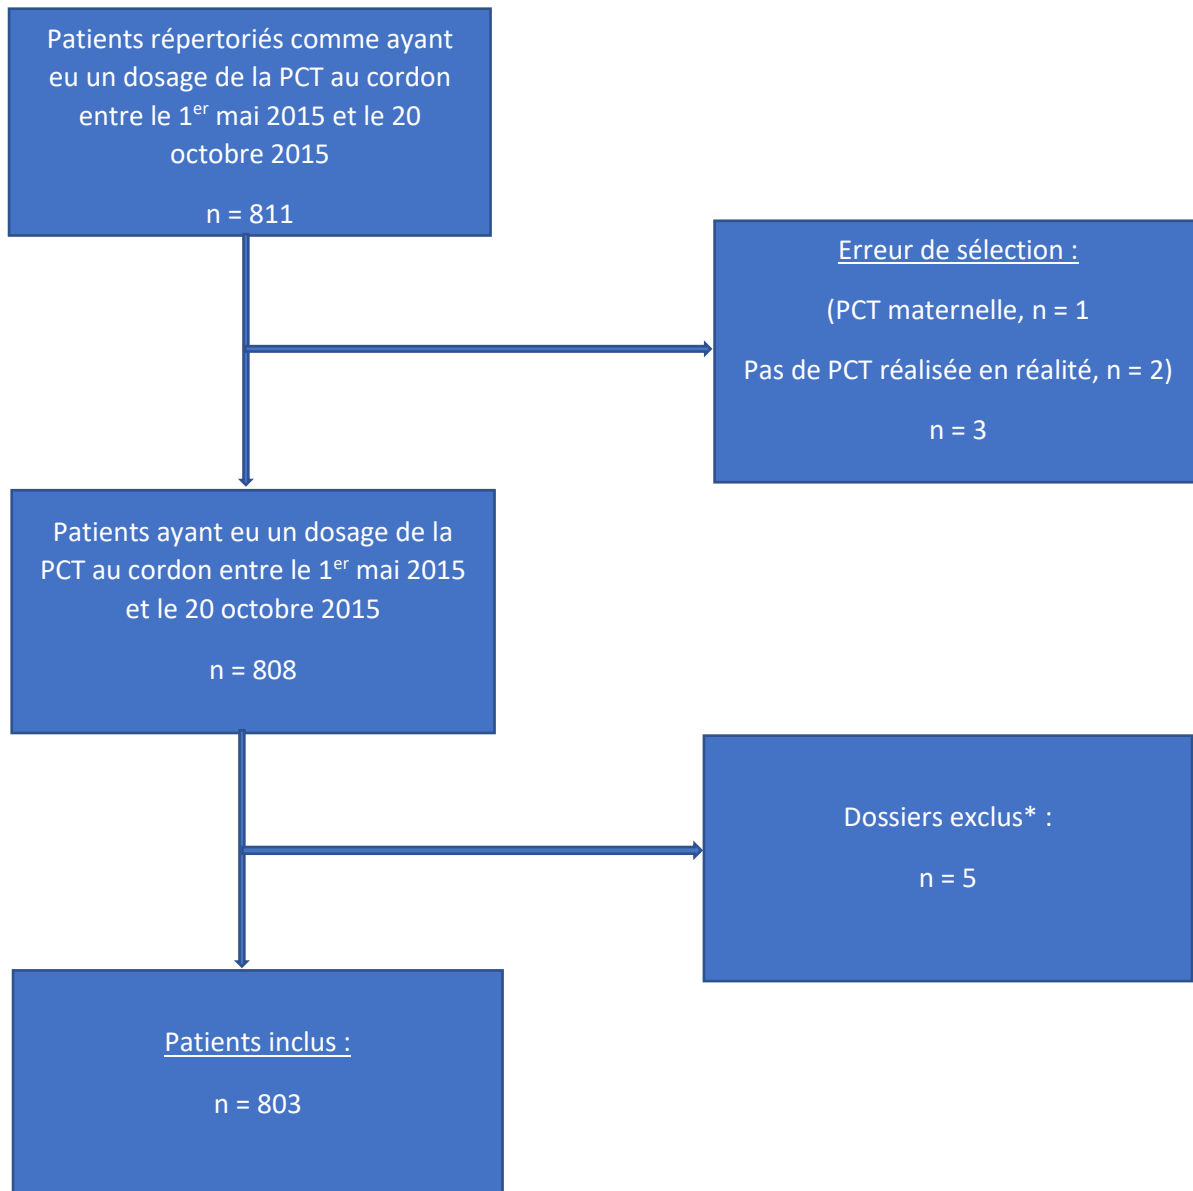 Patients répertoriés comme ayant
eu un dosage de la PCT au cordon
entre le 1er mai 2015 et le 20
octobre 2015
n = 811
Erreur de sélection :
(PCT maternelle, n = 1
Pas de PCT réalisée en réalité, n = 2)
n = 3
Patients ayant eu un dosage de la
PCT au cordon entre le 1er mai 2015
et le 20 octobre 2015
n = 808
Dossiers exclus* :
n = 5
Patients inclus :
n = 803